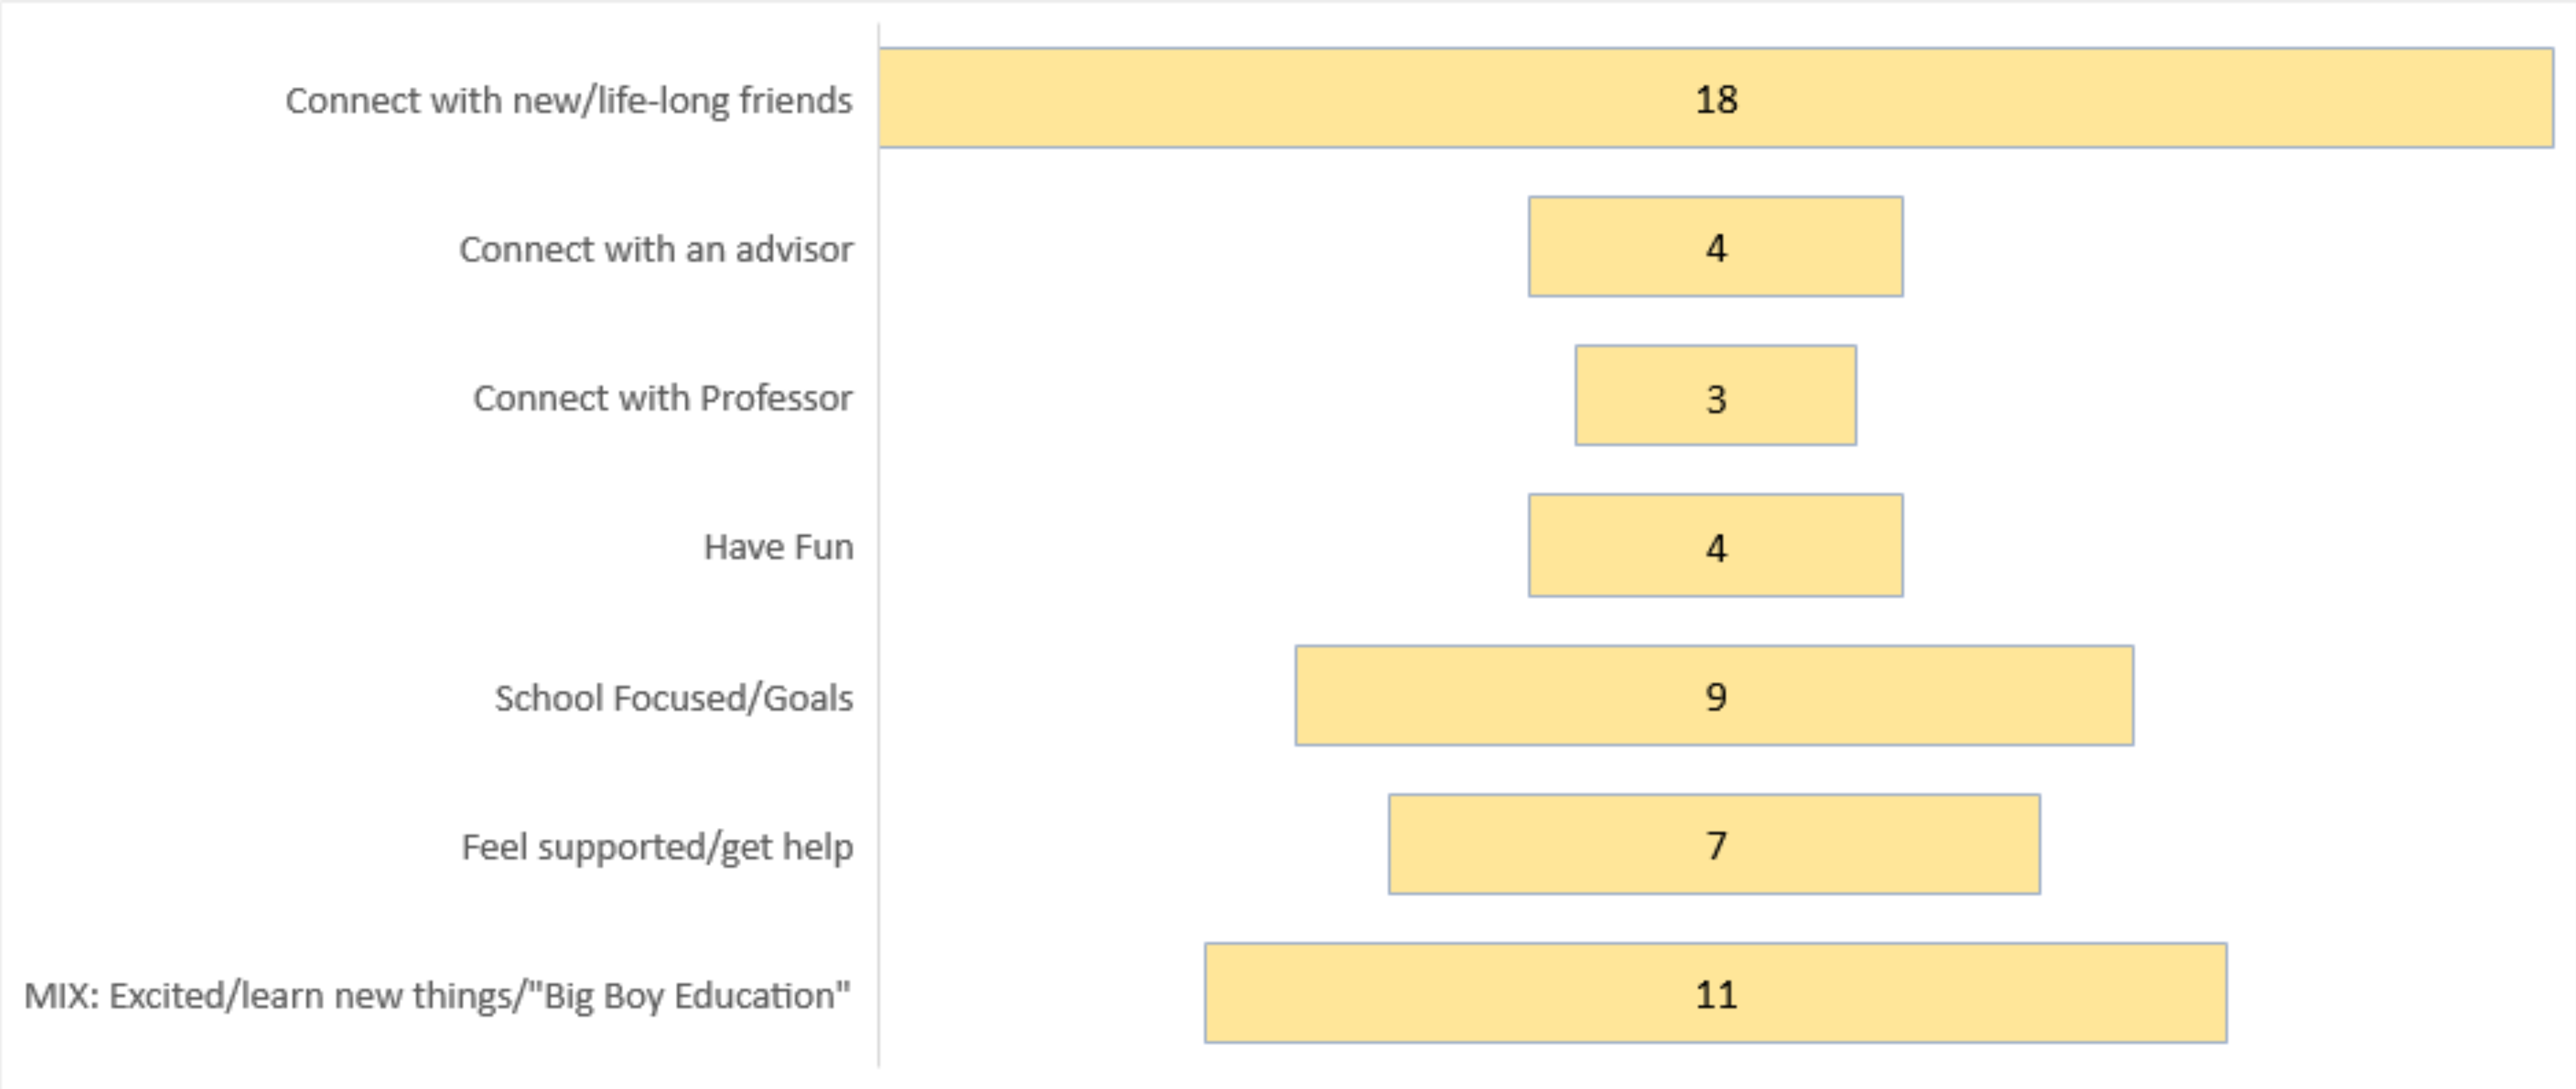 Connect with new/life-long friends 18
Connect with an advisor 4
Connect with Professor 3
Have Fun 4
School Focused/Goals 9
Feel supported/get help 7
MIX: Excited/learn new things/"Big Boy Education" 11